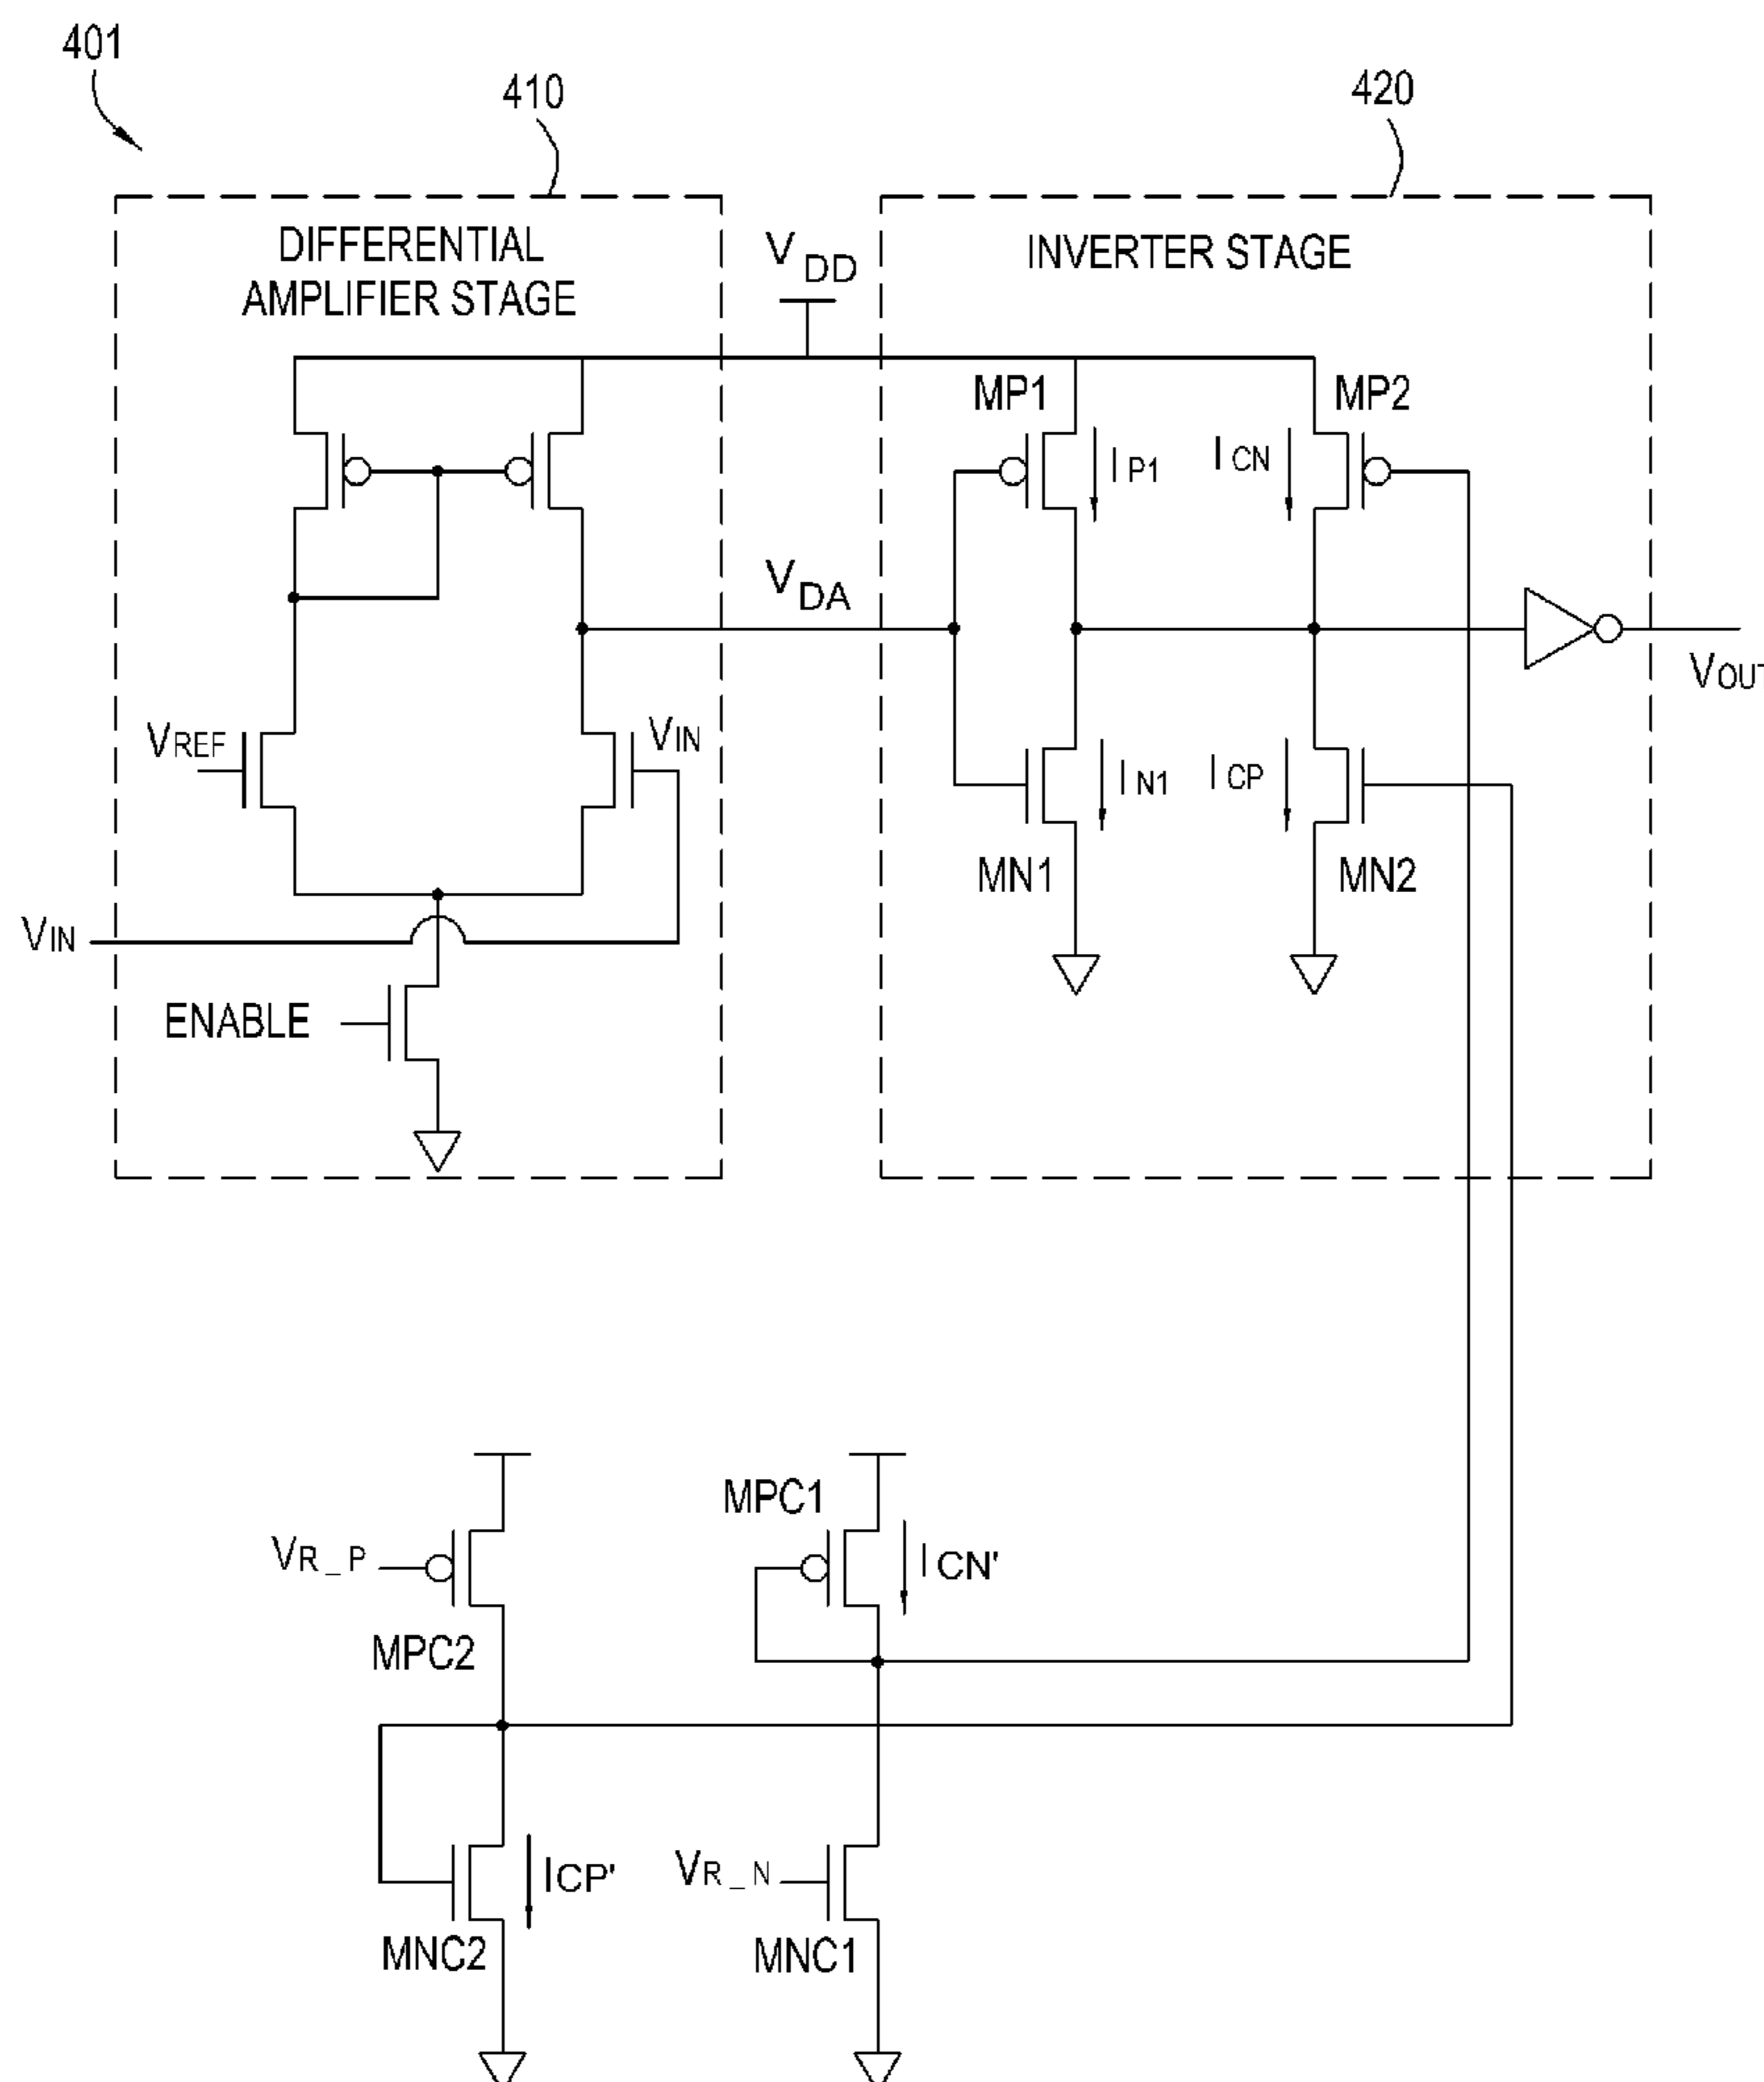 401
410
420
DIFFERENTIAL
AMPLIFIER STAGE
VDD
INVERTER STAGE
MP1
MP2
IP1
ICN
VDA
VOUT
VREF
VIN
IN1
ICP
MN1
MN2
VIN
ENABLE
MPC1
VR_P
ICN'
MPC2
ICP'
VR_N
MNC2
MNC1